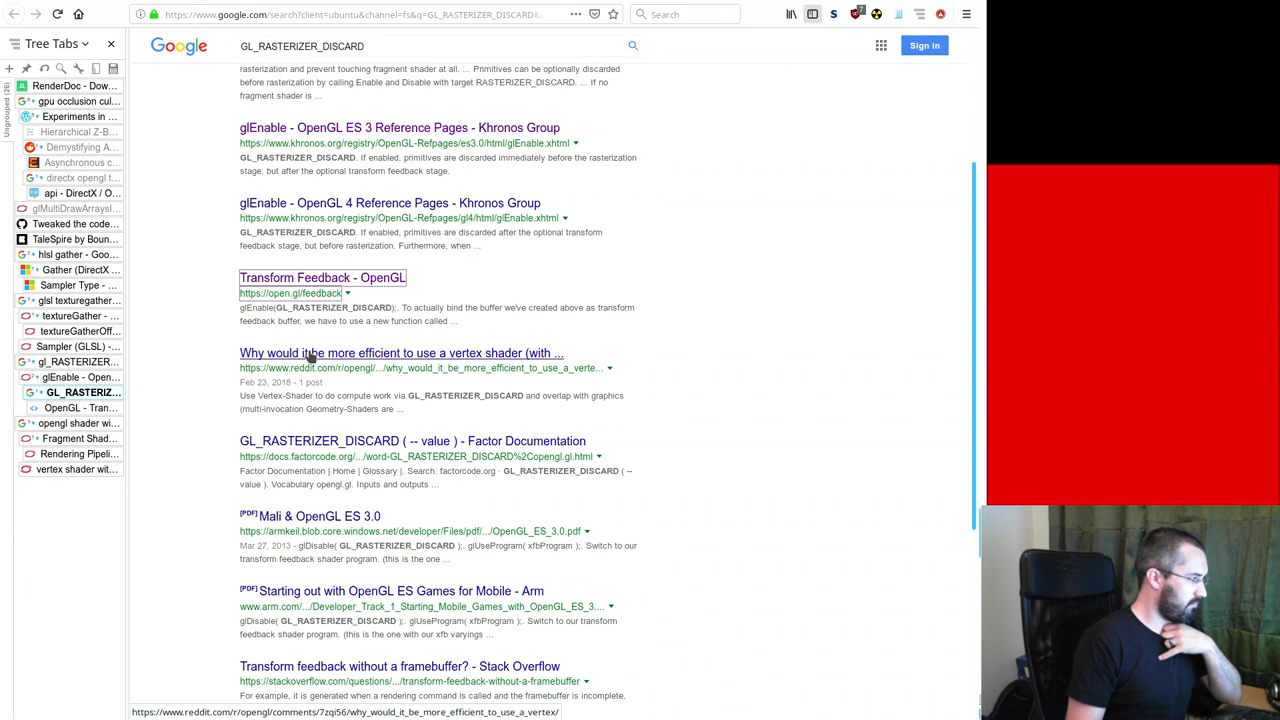 https://www.google.com/search?client=ubuntu&channel=fs&q=GL_RASTERIZER_DISCARD&
Search
7
Tree Tabs
Google
GL_RASTERIZER_DISCARD
Sign in
Ungrouped (26)
RenderDoc - Dow...
gpu occlusion cul...
Experiments in ...
Hierarchical Z-B...
Demystifying A...
Asynchronous c...
directx opengl t...
api - DirectX / O...
glMultiDrawArraysI...
Tweaked the code...
TaleSpire by Boun...
hlsl gather - Goo...
Gather (DirectX ...
Sampler Type - ...
glsl texturegather...
textureGather - ...
textureGatherOff...
Sampler (GLSL) -...
gl_RASTERIZER...
glEnable - Open...
GL_RASTERIZ...
OpenGL - Tran...
opengl shader wi...
Fragment Shad...
Rendering Pipeli...
vertex shader wit...
rasterization and prevent touching fragment shader at all. ... Primitives can be optionally discarded
before rasterization by calling Enable and Disable with target RASTERIZER_DISCARD. ... If no
fragment shader is ...
glEnable - OpenGL ES 3 Reference Pages - Khronos Group
https://www.khronos.org/registry/OpenGL-Refpages/es3.0/html/glEnable.xhtml
GL_RASTERIZER_DISCARD. If enabled, primitives are discarded immediately before the rasterization
stage, but after the optional transform feedback stage.
glEnable - OpenGL 4 Reference Pages - Khronos Group
https://www.khronos.org/registry/OpenGL-Refpages/gl4/html/glEnable.xhtml
GL_RASTERIZER_DISCARD. If enabled, primitives are discarded after the optional transform
feedback stage, but before rasterization. Furthermore, when ...
Transform Feedback - OpenGL
https://open.gl/feedback
glEnable(GL_RASTERIZER_DISCARD);. To actually bind the buffer we've created above as transform
feedback buffer, we have to use a new function called ...
Why would it be more efficient to use a vertex shader (with ...
https://www.reddit.com/r/opengl/.../why_would_it_be_more_efficient_to_use_a_verte...
Feb 23, 2018 - 1 post
Use Vertex-Shader to do compute work via GL_RASTERIZER_DISCARD and overlap with graphics
(multi-invocation Geometry-Shaders are ...
GL_RASTERIZER_DISCARD ( -- value ) - Factor Documentation
https://docs.factorcode.org/.../word-GL_RASTERIZER_DISCARD%2Copengl.gl.html
Factor Documentation | Home | Glossary |. Search. factorcode.org · GL_RASTERIZER_DISCARD ( --
value ). Vocabulary opengl.gl. Inputs and outputs ...
[PDF] Mali & OpenGL ES 3.0
https://armkeil.blob.core.windows.net/developer/Files/pdf/.../OpenGL_ES_3.0.pdf
Mar 27, 2013 - glDisable( GL_RASTERIZER_DISCARD );. glUseProgram( xfbProgram );. Switch to our
transform feedback shader program. (this is the one ...
[PDF] Starting out with OpenGL ES Games for Mobile - Arm
www.arm.com/.../Developer_Track_1_Starting_Mobile_Games_with_OpenGL_ES_3....
glDisable( GL_RASTERIZER_DISCARD );. glUseProgram( xfbProgram );. Switch to our transform
feedback shader program. (this is the one with our xfb varyings ...
Transform feedback without a framebuffer? - Stack Overflow
https://stackoverflow.com/questions/.../transform-feedback-without-a-framebuffer
For example, it is generated when a rendering command is called and the framebuffer is incomplete,
https://www.reddit.com/r/opengl/comments/7zqi56/why_would_it_be_more_efficient_to_use_a_vertex/